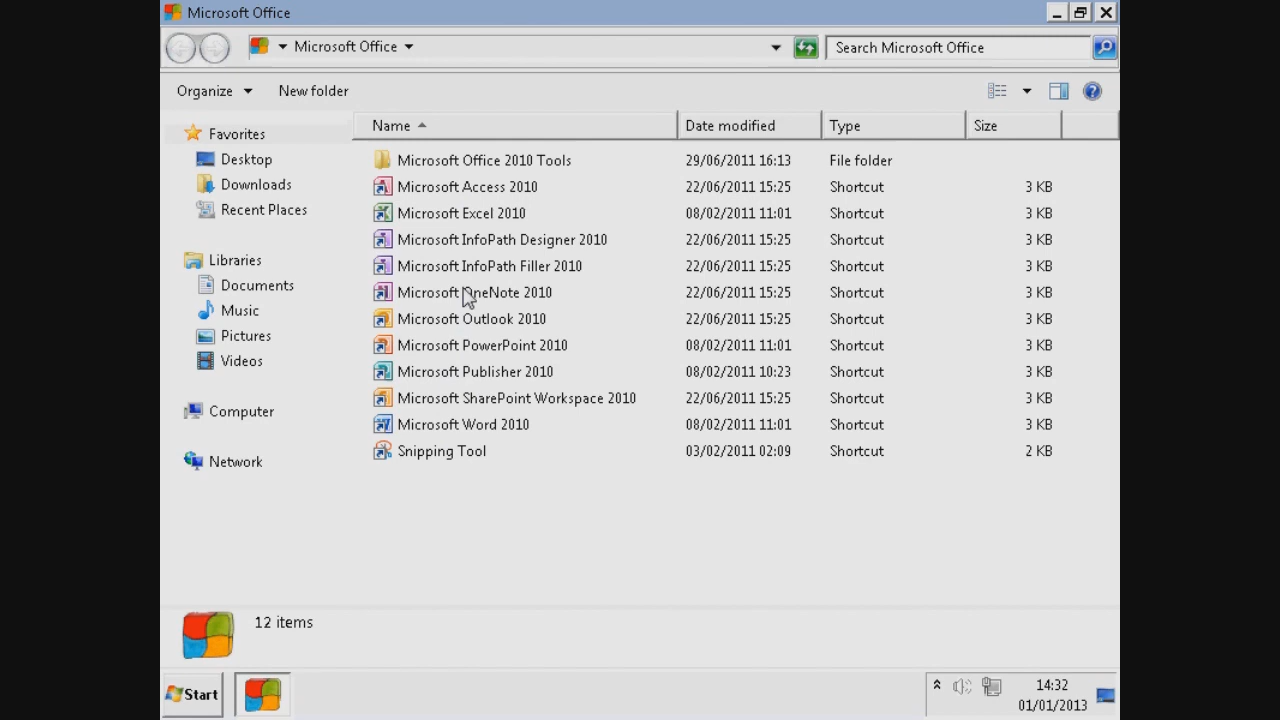 Microsoft Office
Microsoft Office
Search Microsoft Office
Organize New folder
Name Date modified Type Size
Favorites
Desktop
Downloads
Recent Places
Libraries
Documents
Music
Pictures
Videos
Computer
Network
Microsoft Office 2010 Tools 29/06/2011 16:13 File folder
Microsoft Access 2010 22/06/2011 15:25 Shortcut 3 KB
Microsoft Excel 2010 08/02/2011 11:01 Shortcut 3 KB
Microsoft InfoPath Designer 2010 22/06/2011 15:25 Shortcut 3 KB
Microsoft InfoPath Filler 2010 22/06/2011 15:25 Shortcut 3 KB
Microsoft OneNote 2010 22/06/2011 15:25 Shortcut 3 KB
Microsoft Outlook 2010 22/06/2011 15:25 Shortcut 3 KB
Microsoft PowerPoint 2010 08/02/2011 11:01 Shortcut 3 KB
Microsoft Publisher 2010 08/02/2011 10:23 Shortcut 3 KB
Microsoft SharePoint Workspace 2010 22/06/2011 15:25 Shortcut 3 KB
Microsoft Word 2010 08/02/2011 11:01 Shortcut 3 KB
Snipping Tool 03/02/2011 02:09 Shortcut 2 KB
12 items
Start
14:32
01/01/2013